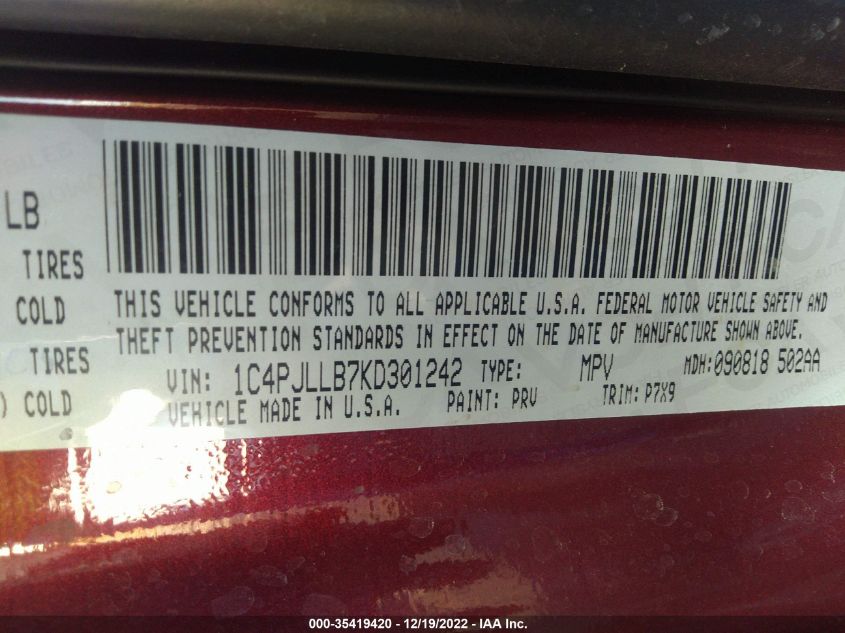 LB
TIRES
COLD
TIRES
) COLD
THIS VEHICLE CONFORMS TO ALL APPLICABLE U.S.A. FEDERAL MOTOR VEHICLE SAFETY AND
THEFT PREVENTION STANDARDS IN EFFECT ON THE DATE OF MANUFACTURE SHOWN ABOVE.
VIN: 1C4PJLLB7KD301242 TYPE: MPV MDH: 090818 502AA
VEHICLE MADE IN U.S.A. PAINT: PRV TRIM: P7X9
000-35419420 - 12/19/2022 - IAA Inc.